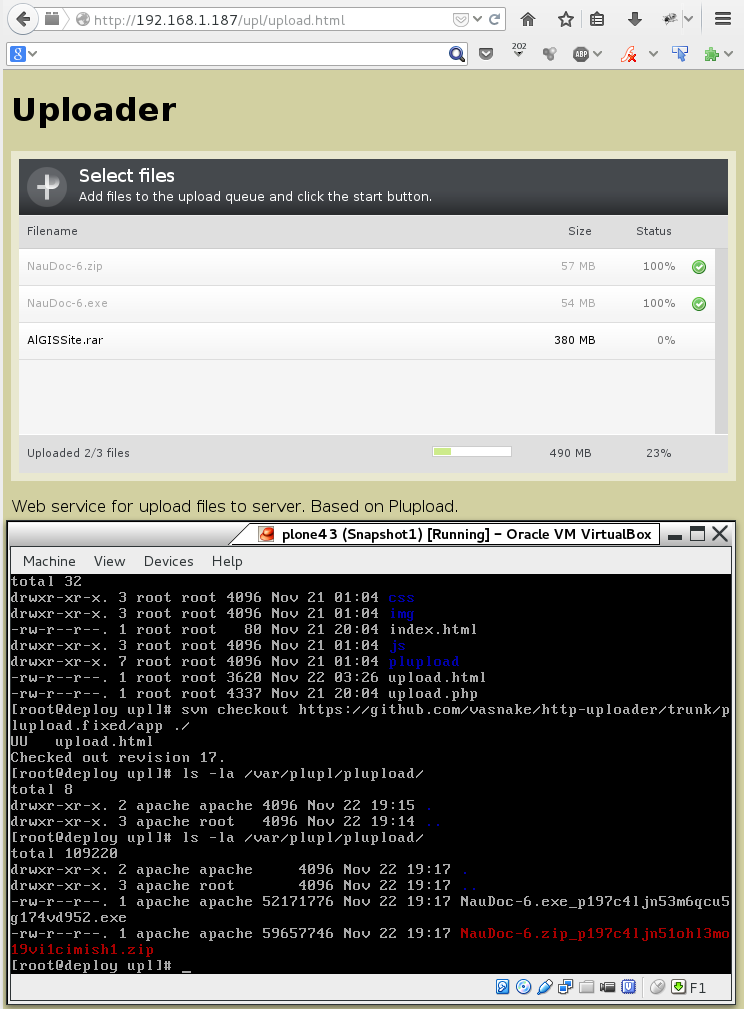 http://192.168.1.187/upl/upload.html
8
202
ABP
Uploader
Select files
Add files to the upload queue and click the start button.
Filename Size Status
NauDoc-6.zip 57 MB 100%
NauDoc-6.exe 54 MB 100%
AlGISSite.rar 380 MB 0%
Uploaded 2/3 files 490 MB 23%
Web service for upload files to server. Based on Plupload.
plone43 (Snapshot1) [Running] - Oracle VM VirtualBox
Machine View Devices Help
total 32
drwxr-xr-x. 3 root root 4096 Nov 21 01:04 css
drwxr-xr-x. 3 root root 4096 Nov 21 01:04 img
-rw-r--r--. 1 root root   80 Nov 21 20:04 index.html
drwxr-xr-x. 3 root root 4096 Nov 21 01:04 js
drwxr-xr-x. 7 root root 4096 Nov 21 01:04 plupload
-rw-r--r--. 1 root root 3620 Nov 22 03:26 upload.html
-rw-r--r--. 1 root root 4337 Nov 21 20:04 upload.php
[root@deploy upl]# svn checkout https://github.com/vasnake/http-uploader/trunk/p
lupload.fixed/app ./
UU   upload.html
Checked out revision 17.
[root@deploy upl]# ls -la /var/plupl/plupload/
total 8
drwxr-xr-x. 2 apache apache 4096 Nov 22 19:15 .
drwxr-xr-x. 3 apache root   4096 Nov 22 19:14 ..
[root@deploy upl]# ls -la /var/plupl/plupload/
total 109220
drwxr-xr-x. 2 apache apache     4096 Nov 22 19:17 .
drwxr-xr-x. 3 apache root       4096 Nov 22 19:17 ..
-rw-r--r--. 1 apache apache 52171776 Nov 22 19:17 NauDoc-6.exe_p197c4ljn53m6qcu5
g174vd952.exe
-rw-r--r--. 1 apache apache 59657746 Nov 22 19:17 NauDoc-6.zip_p197c4ljn51ohl3mo
19vi1cimish1.zip
[root@deploy upl]# _
F1